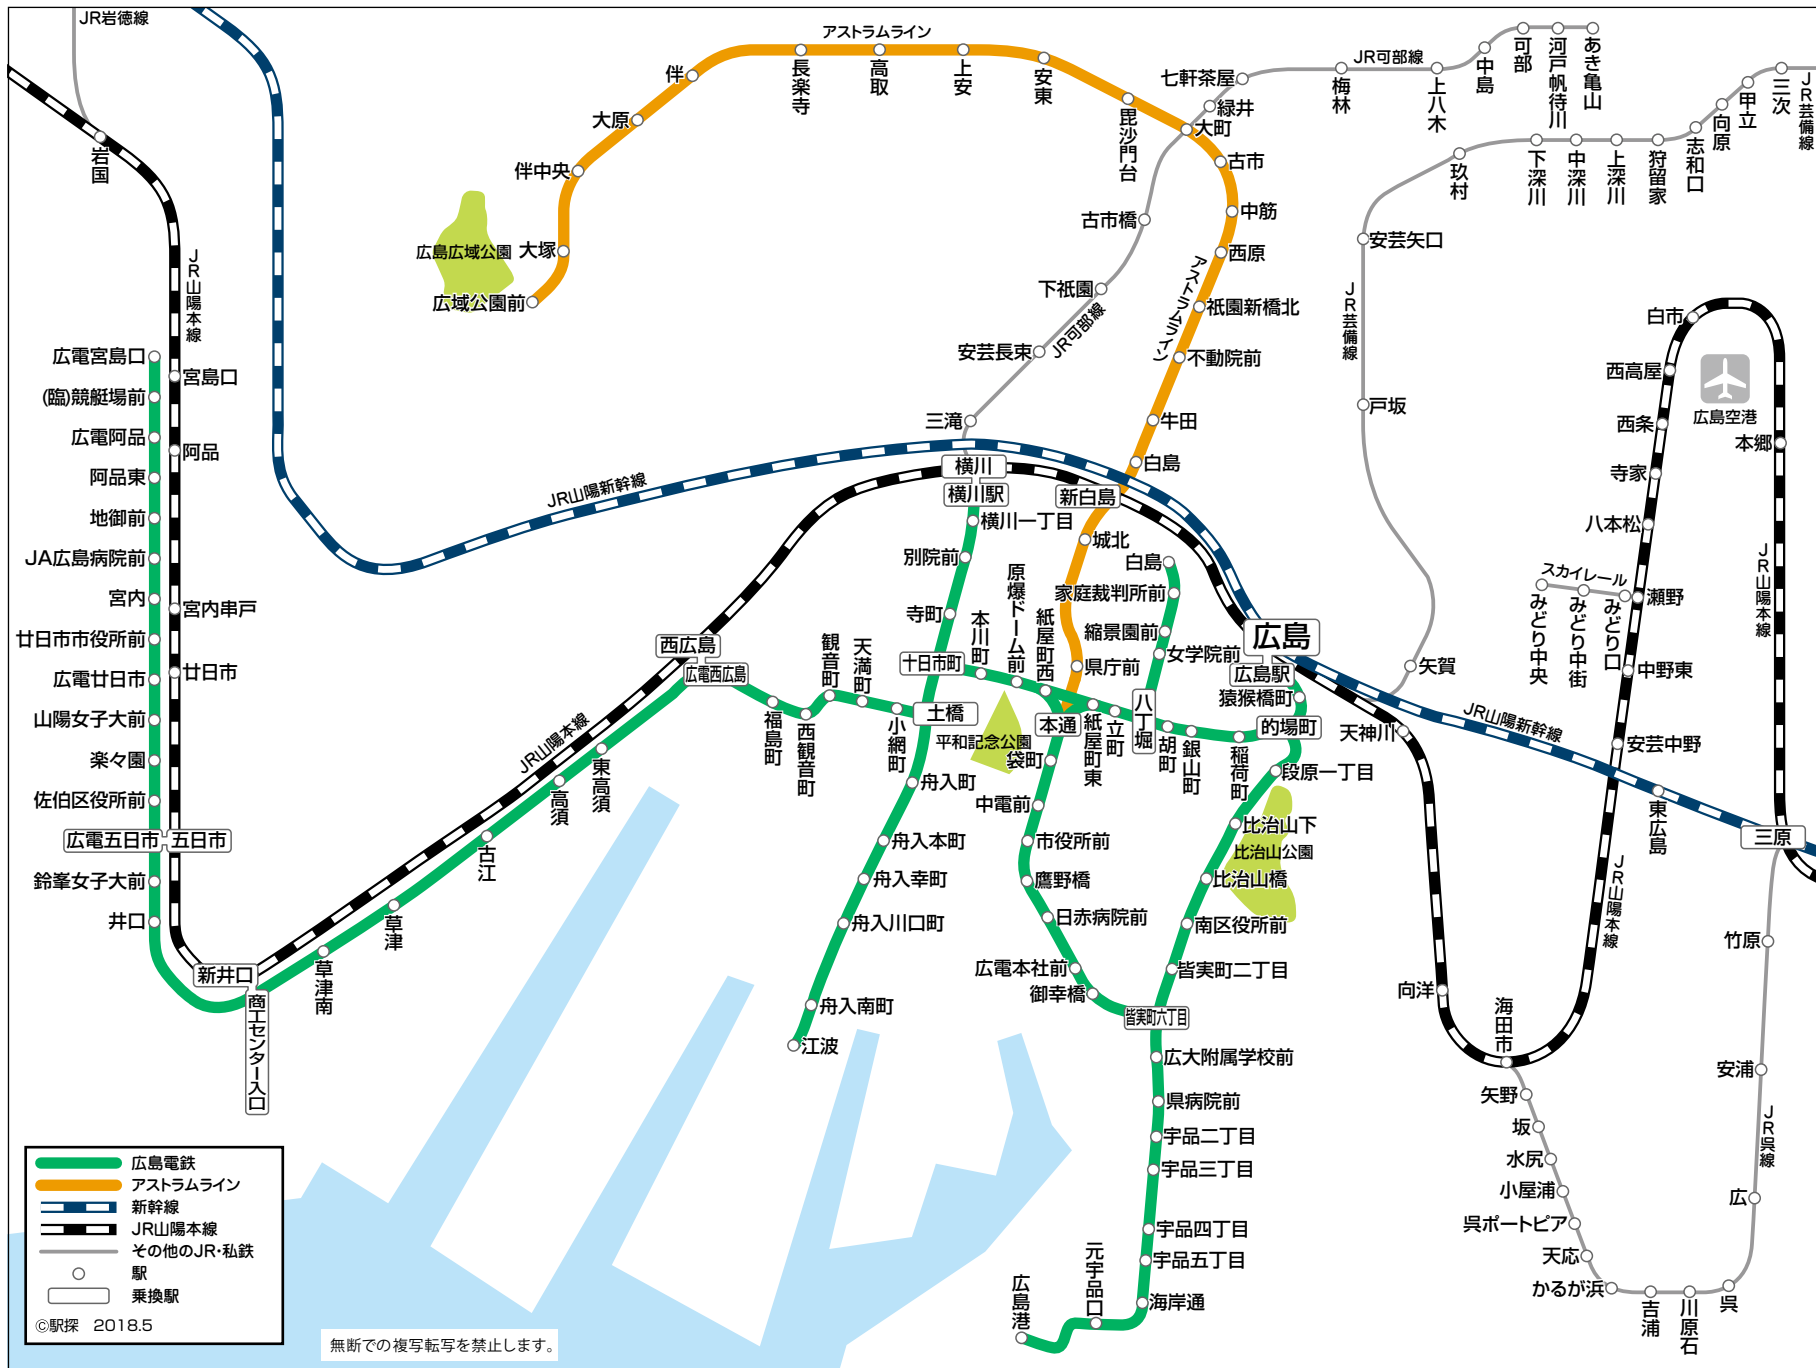 JR岩徳線
岩国
JR山陽本線
宮島口
阿品
宮内串戸
廿日市
五日市
新井口
広電宮島口
(臨)競艇場前
広電阿品
阿品東
地御前
JA広島病院前
宮内
廿日市市役所前
広電廿日市
山陽女子大前
楽々園
佐伯区役所前
広電五日市
鈴峯女子大前
井口
商工センター入口
草津南
草津
古江
高須
東高須
JR山陽本線
西広島
広電西広島
福島町
西観音町
観音町
天満町
小網町
土橋
アストラムライン
広域公園前
大塚
伴中央
大原
伴
長楽寺
高取
上安
安東
毘沙門台
大町
古市
中筋
西原
アストラムライン
祇園新橋北
不動院前
牛田
白島
新白島
城北
県庁前
本通
広島広域公園
JR可部線
あき亀山
河戸帆待川
可部
中島
上八木
梅林
七軒茶屋
緑井
古市橋
下祇園
安芸長束
JR可部線
三滝
横川
横川駅
横川一丁目
別院前
寺町
十日市町
本川町
原爆ドーム前
紙屋町西
紙屋町東
立町
八丁堀
胡町
銀山町
稲荷町
的場町
猿猴橋町
広島駅
広島
白島
家庭裁判所前
縮景園前
女学院前
平和記念公園
袋町
中電前
市役所前
鷹野橋
日赤病院前
広電本社前
御幸橋
皆実町六丁目
段原一丁目
比治山下
比治山公園
比治山橋
南区役所前
皆実町二丁目
広大附属学校前
県病院前
宇品二丁目
宇品三丁目
宇品四丁目
宇品五丁目
海岸通
元宇品口
広島港
舟入町
舟入本町
舟入幸町
舟入川口町
舟入南町
江波
JR山陽新幹線
JR芸備線
三次
甲立
向原
志和口
狩留家
上深川
中深川
下深川
玖村
安芸矢口
JR芸備線
戸坂
矢賀
天神川
向洋
海田市
JR山陽新幹線
東広島
三原
安芸中野
中野東
瀬野
スカイレール
みどり口
みどり中街
みどり中央
八本松
寺家
西条
西高屋
白市
広島空港
本郷
JR山陽本線
JR山陽本線
矢野
坂
水尻
小屋浦
呉ポートピア
天応
かるが浜
吉浦
川原石
呉
広
JR呉線
安浦
竹原
広島電鉄
アストラムライン
新幹線
JR山陽本線
その他のJR・私鉄
駅
乗換駅
©駅探 2018.5
無断での複写転写を禁止します。